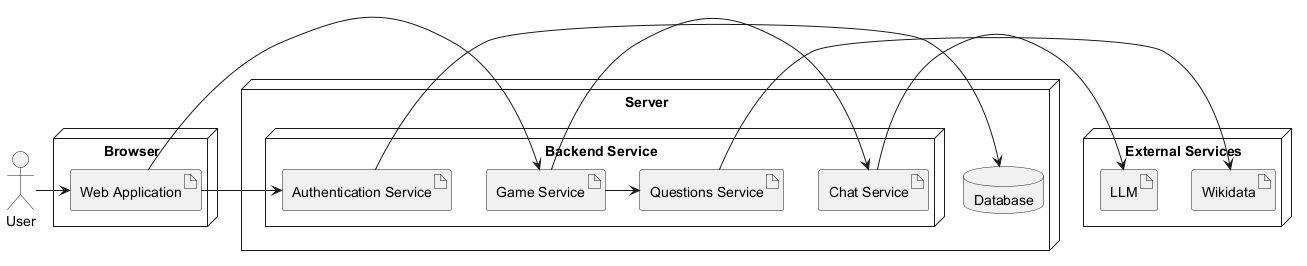 Server
Browser
Backend Service
External Services
User
Web Application
Authentication Service
Game Service
Questions Service
Chat Service
Database
LLM
Wikidata